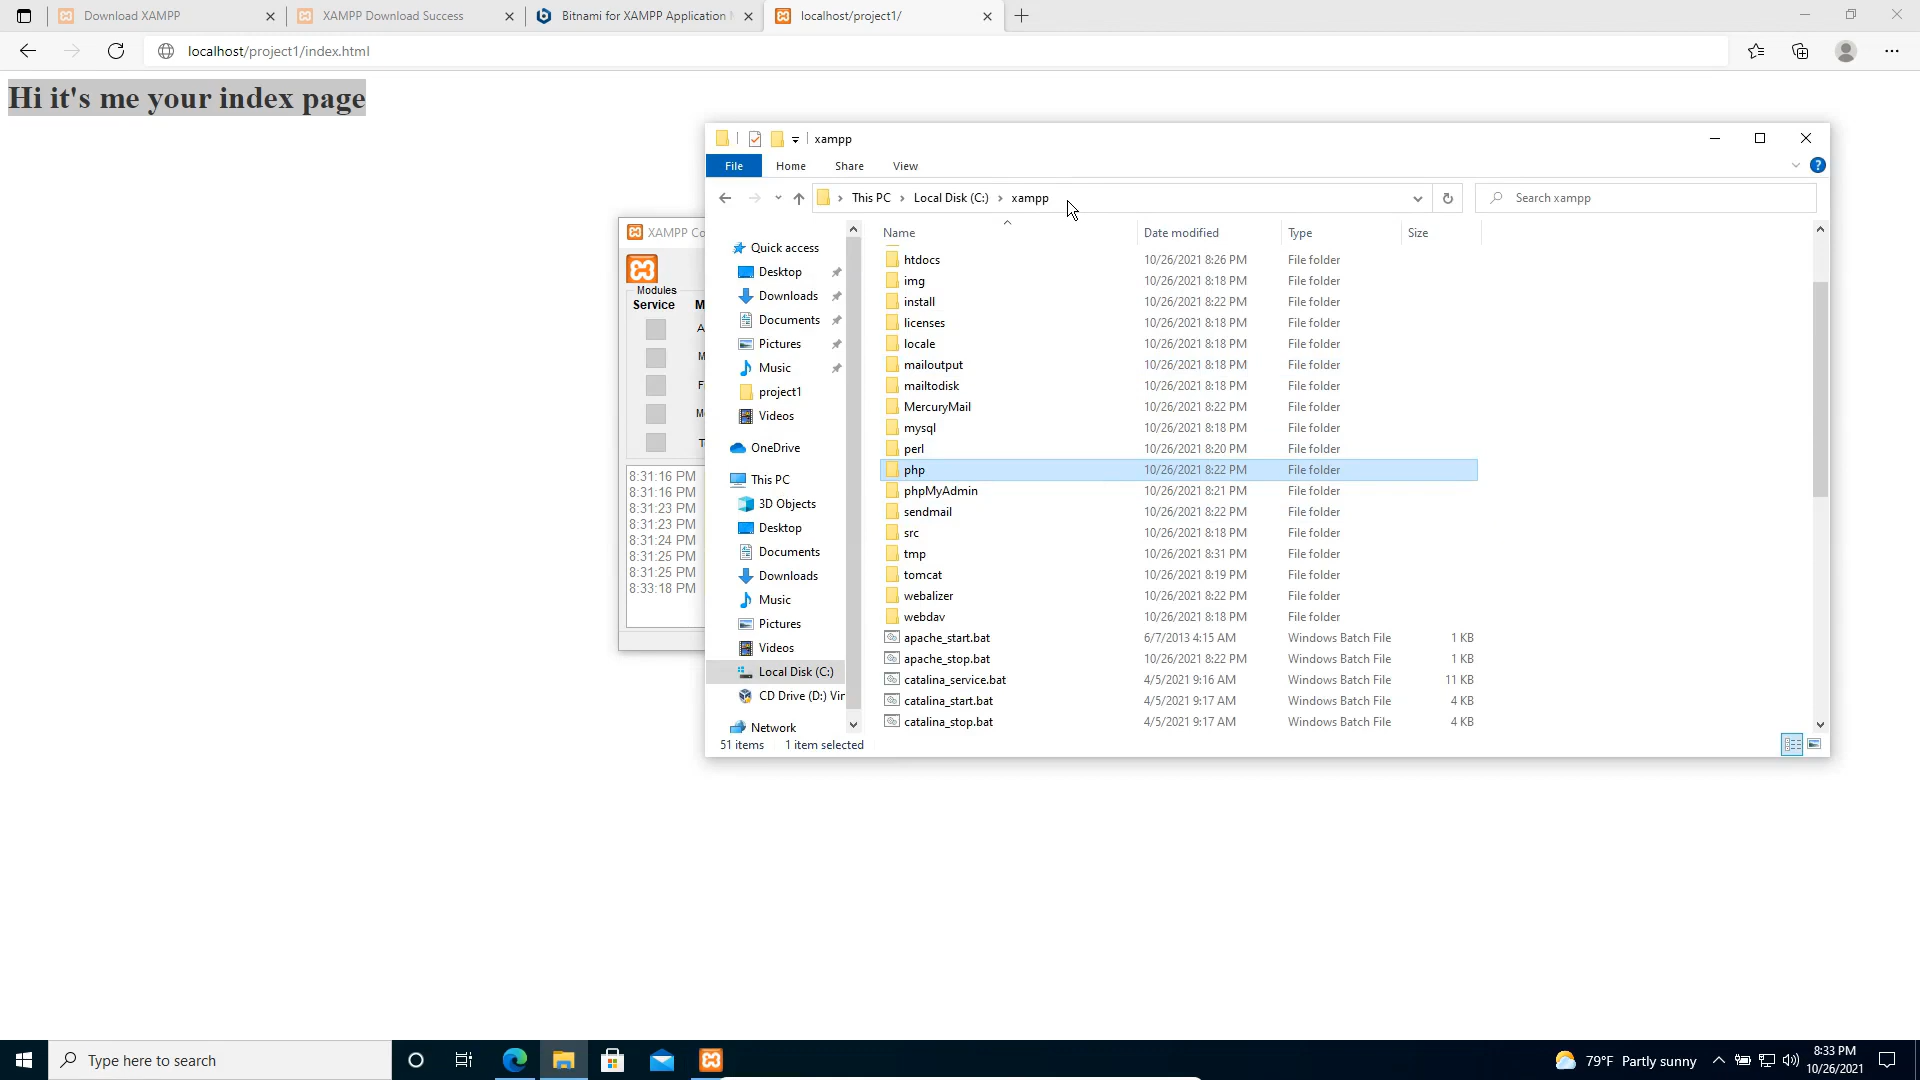 Download XAMPP
XAMPP Download Success
Bitnami for XAMPP Application
localhost/project1/
localhost/project1/index.html
Hi it's me your index page
xampp
File Home Share View
This PC Local Disk (C:) xampp
Search xampp
Name Date modified Type Size
Quick access
Desktop
Downloads
Documents
Pictures
Music
project1
Videos
OneDrive
This PC
3D Objects
Desktop
Documents
Downloads
Music
Pictures
Videos
Local Disk (C:)
CD Drive (D:) Vir
Network
htdocs 10/26/2021 8:26 PM File folder
img 10/26/2021 8:18 PM File folder
install 10/26/2021 8:22 PM File folder
licenses 10/26/2021 8:18 PM File folder
locale 10/26/2021 8:18 PM File folder
mailoutput 10/26/2021 8:18 PM File folder
mailtodisk 10/26/2021 8:18 PM File folder
MercuryMail 10/26/2021 8:22 PM File folder
mysql 10/26/2021 8:18 PM File folder
perl 10/26/2021 8:20 PM File folder
php 10/26/2021 8:22 PM File folder
phpMyAdmin 10/26/2021 8:21 PM File folder
sendmail 10/26/2021 8:22 PM File folder
src 10/26/2021 8:18 PM File folder
tmp 10/26/2021 8:31 PM File folder
tomcat 10/26/2021 8:19 PM File folder
webalizer 10/26/2021 8:22 PM File folder
webdav 10/26/2021 8:18 PM File folder
apache_start.bat 6/7/2013 4:15 AM Windows Batch File 1 KB
apache_stop.bat 10/26/2021 8:22 PM Windows Batch File 1 KB
catalina_service.bat 4/5/2021 9:16 AM Windows Batch File 11 KB
catalina_start.bat 4/5/2021 9:17 AM Windows Batch File 4 KB
catalina_stop.bat 4/5/2021 9:17 AM Windows Batch File 4 KB
51 items 1 item selected
XAMPP Co
Modules
Service M
A
M
F
M
T
8:31:16 PM
8:31:16 PM
8:31:23 PM
8:31:23 PM
8:31:24 PM
8:31:25 PM
8:31:25 PM
8:33:18 PM
Type here to search
79°F Partly sunny
8:33 PM
10/26/2021